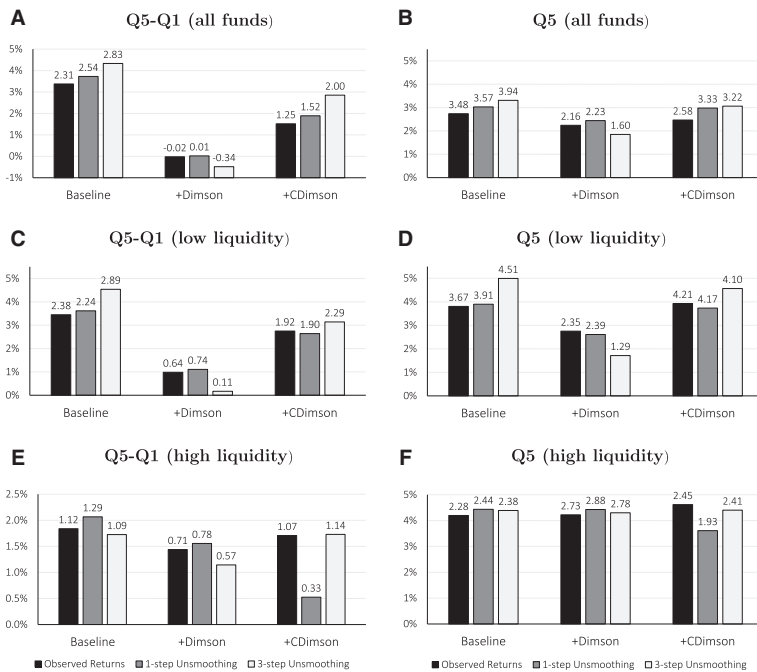 A
Q5-Q1 (all funds)
5%
4%
3%
2%
1%
0%
-1%
2.31 2.54 2.83
-0.02 0.01 -0.34
1.25 1.52 2.00
Baseline +Dimson +CDimson
B
Q5 (all funds)
5%
4%
3%
2%
1%
0%
3.48 3.57 3.94
2.16 2.23 1.60
2.58 3.33 3.22
Baseline +Dimson +CDimson
C
Q5-Q1 (low liquidity)
5%
4%
3%
2%
1%
0%
2.38 2.24 2.89
0.64 0.74 0.11
1.92 1.90 2.29
Baseline +Dimson +CDimson
D
Q5 (low liquidity)
5%
4%
3%
2%
1%
0%
3.67 3.91 4.51
2.35 2.39 1.29
4.21 4.17 4.10
Baseline +Dimson +CDimson
E
Q5-Q1 (high liquidity)
2.5%
2.0%
1.5%
1.0%
0.5%
0.0%
1.12 1.29 1.09
0.71 0.78 0.57
1.07 0.33 1.14
Baseline +Dimson +CDimson
Observed Returns 1-step Unsmoothing 3-step Unsmoothing
F
Q5 (high liquidity)
5%
4%
3%
2%
1%
0%
2.28 2.44 2.38
2.73 2.88 2.78
2.45 1.93 2.41
Baseline +Dimson +CDimson
Observed Returns 1-step Unsmoothing 3-step Unsmoothing